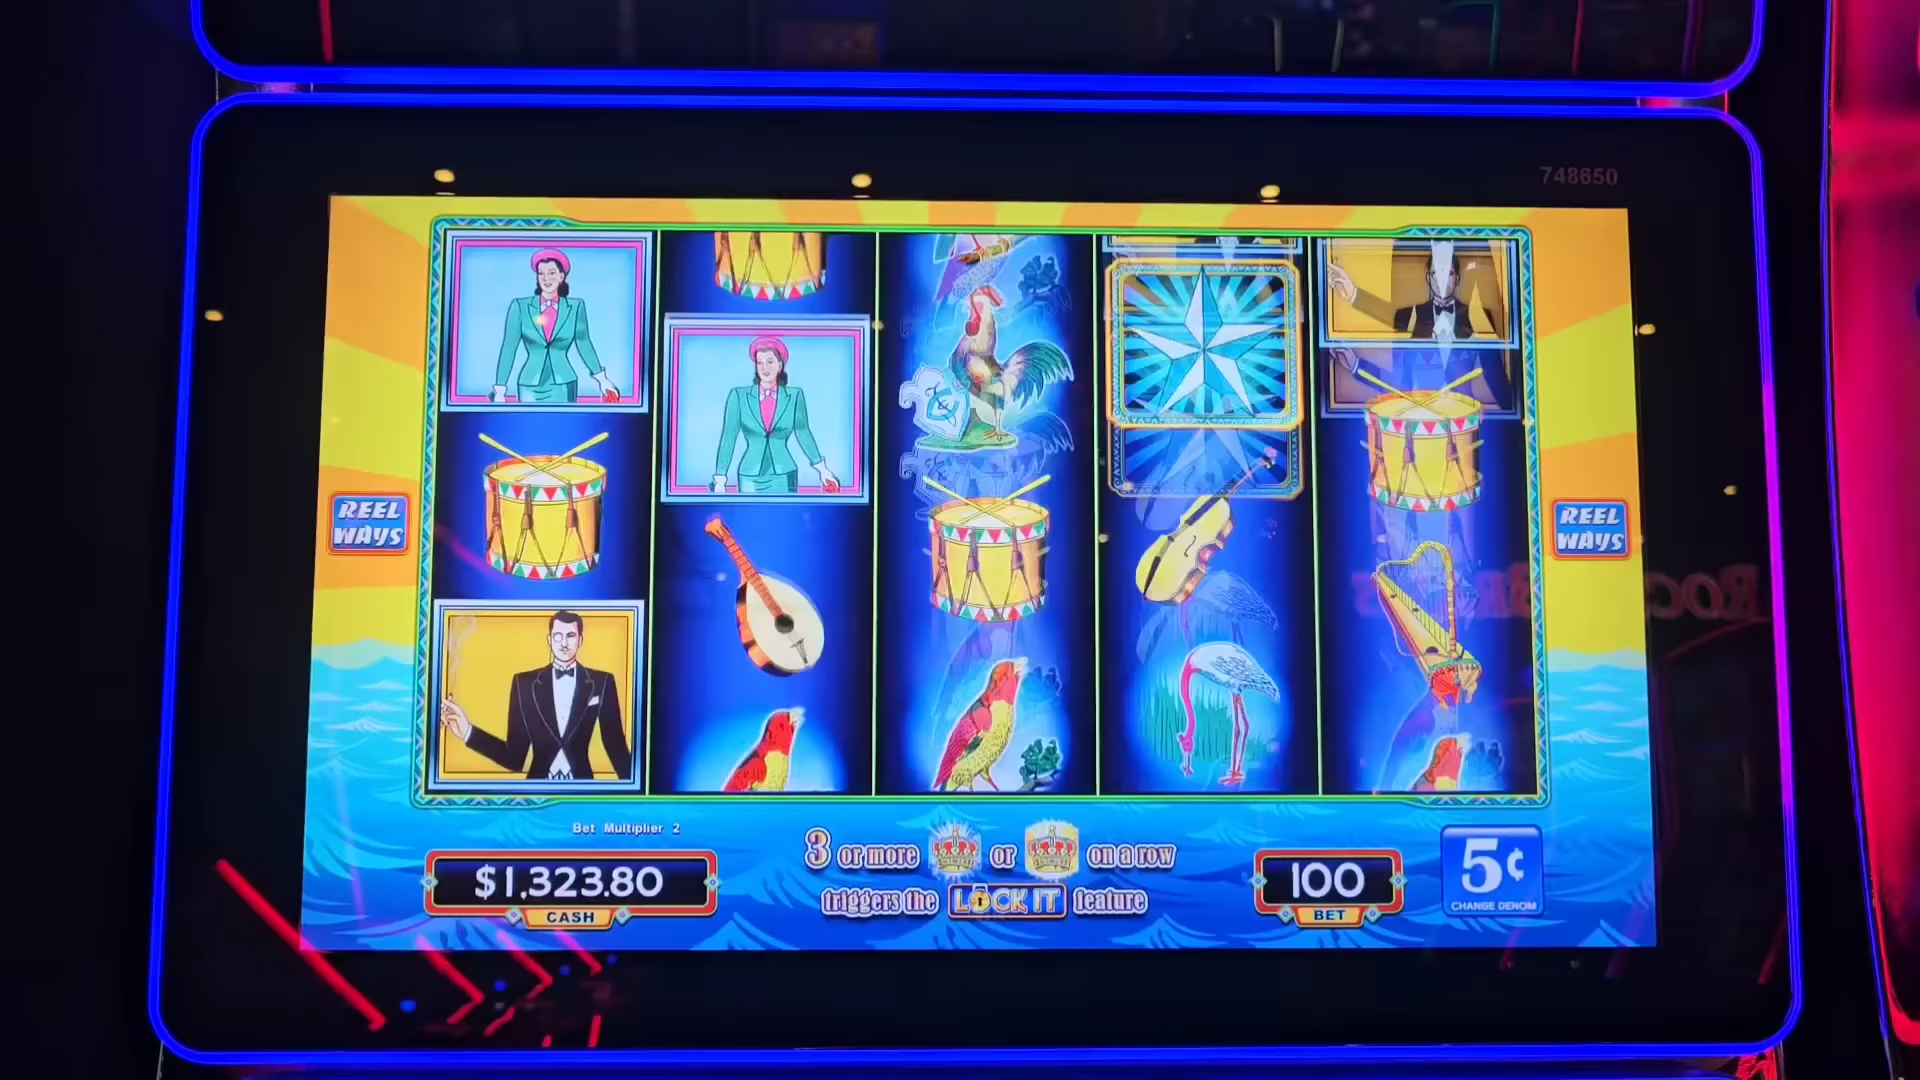 748650
REEL
WAYS
REEL
WAYS
Bet Multiplier 2
$1,323.80
CASH
3 or more or on a row
triggers the LOCK IT feature
100
BET
5¢
CHANGE DENOM